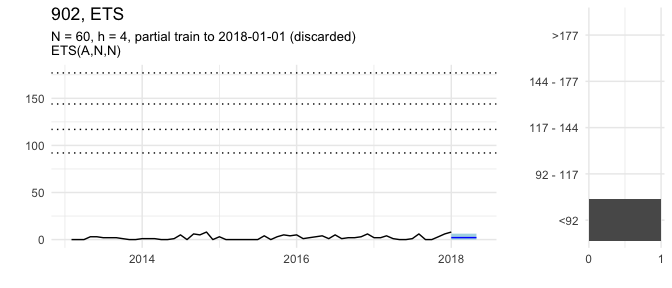 902, ETS
N = 60, h = 4, partial train to 2018-01-01 (discarded)
ETS(A,N,N)
150
100
50
0
2014
2016
2018
>177
144 - 177
117 - 144
92 - 117
<92
0
1